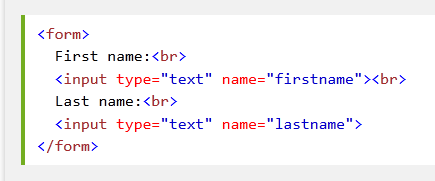 <form>
First name:<br>
<input type="text" name="firstname"><br>
Last name:<br>
<input type="text" name="lastname">
</form>